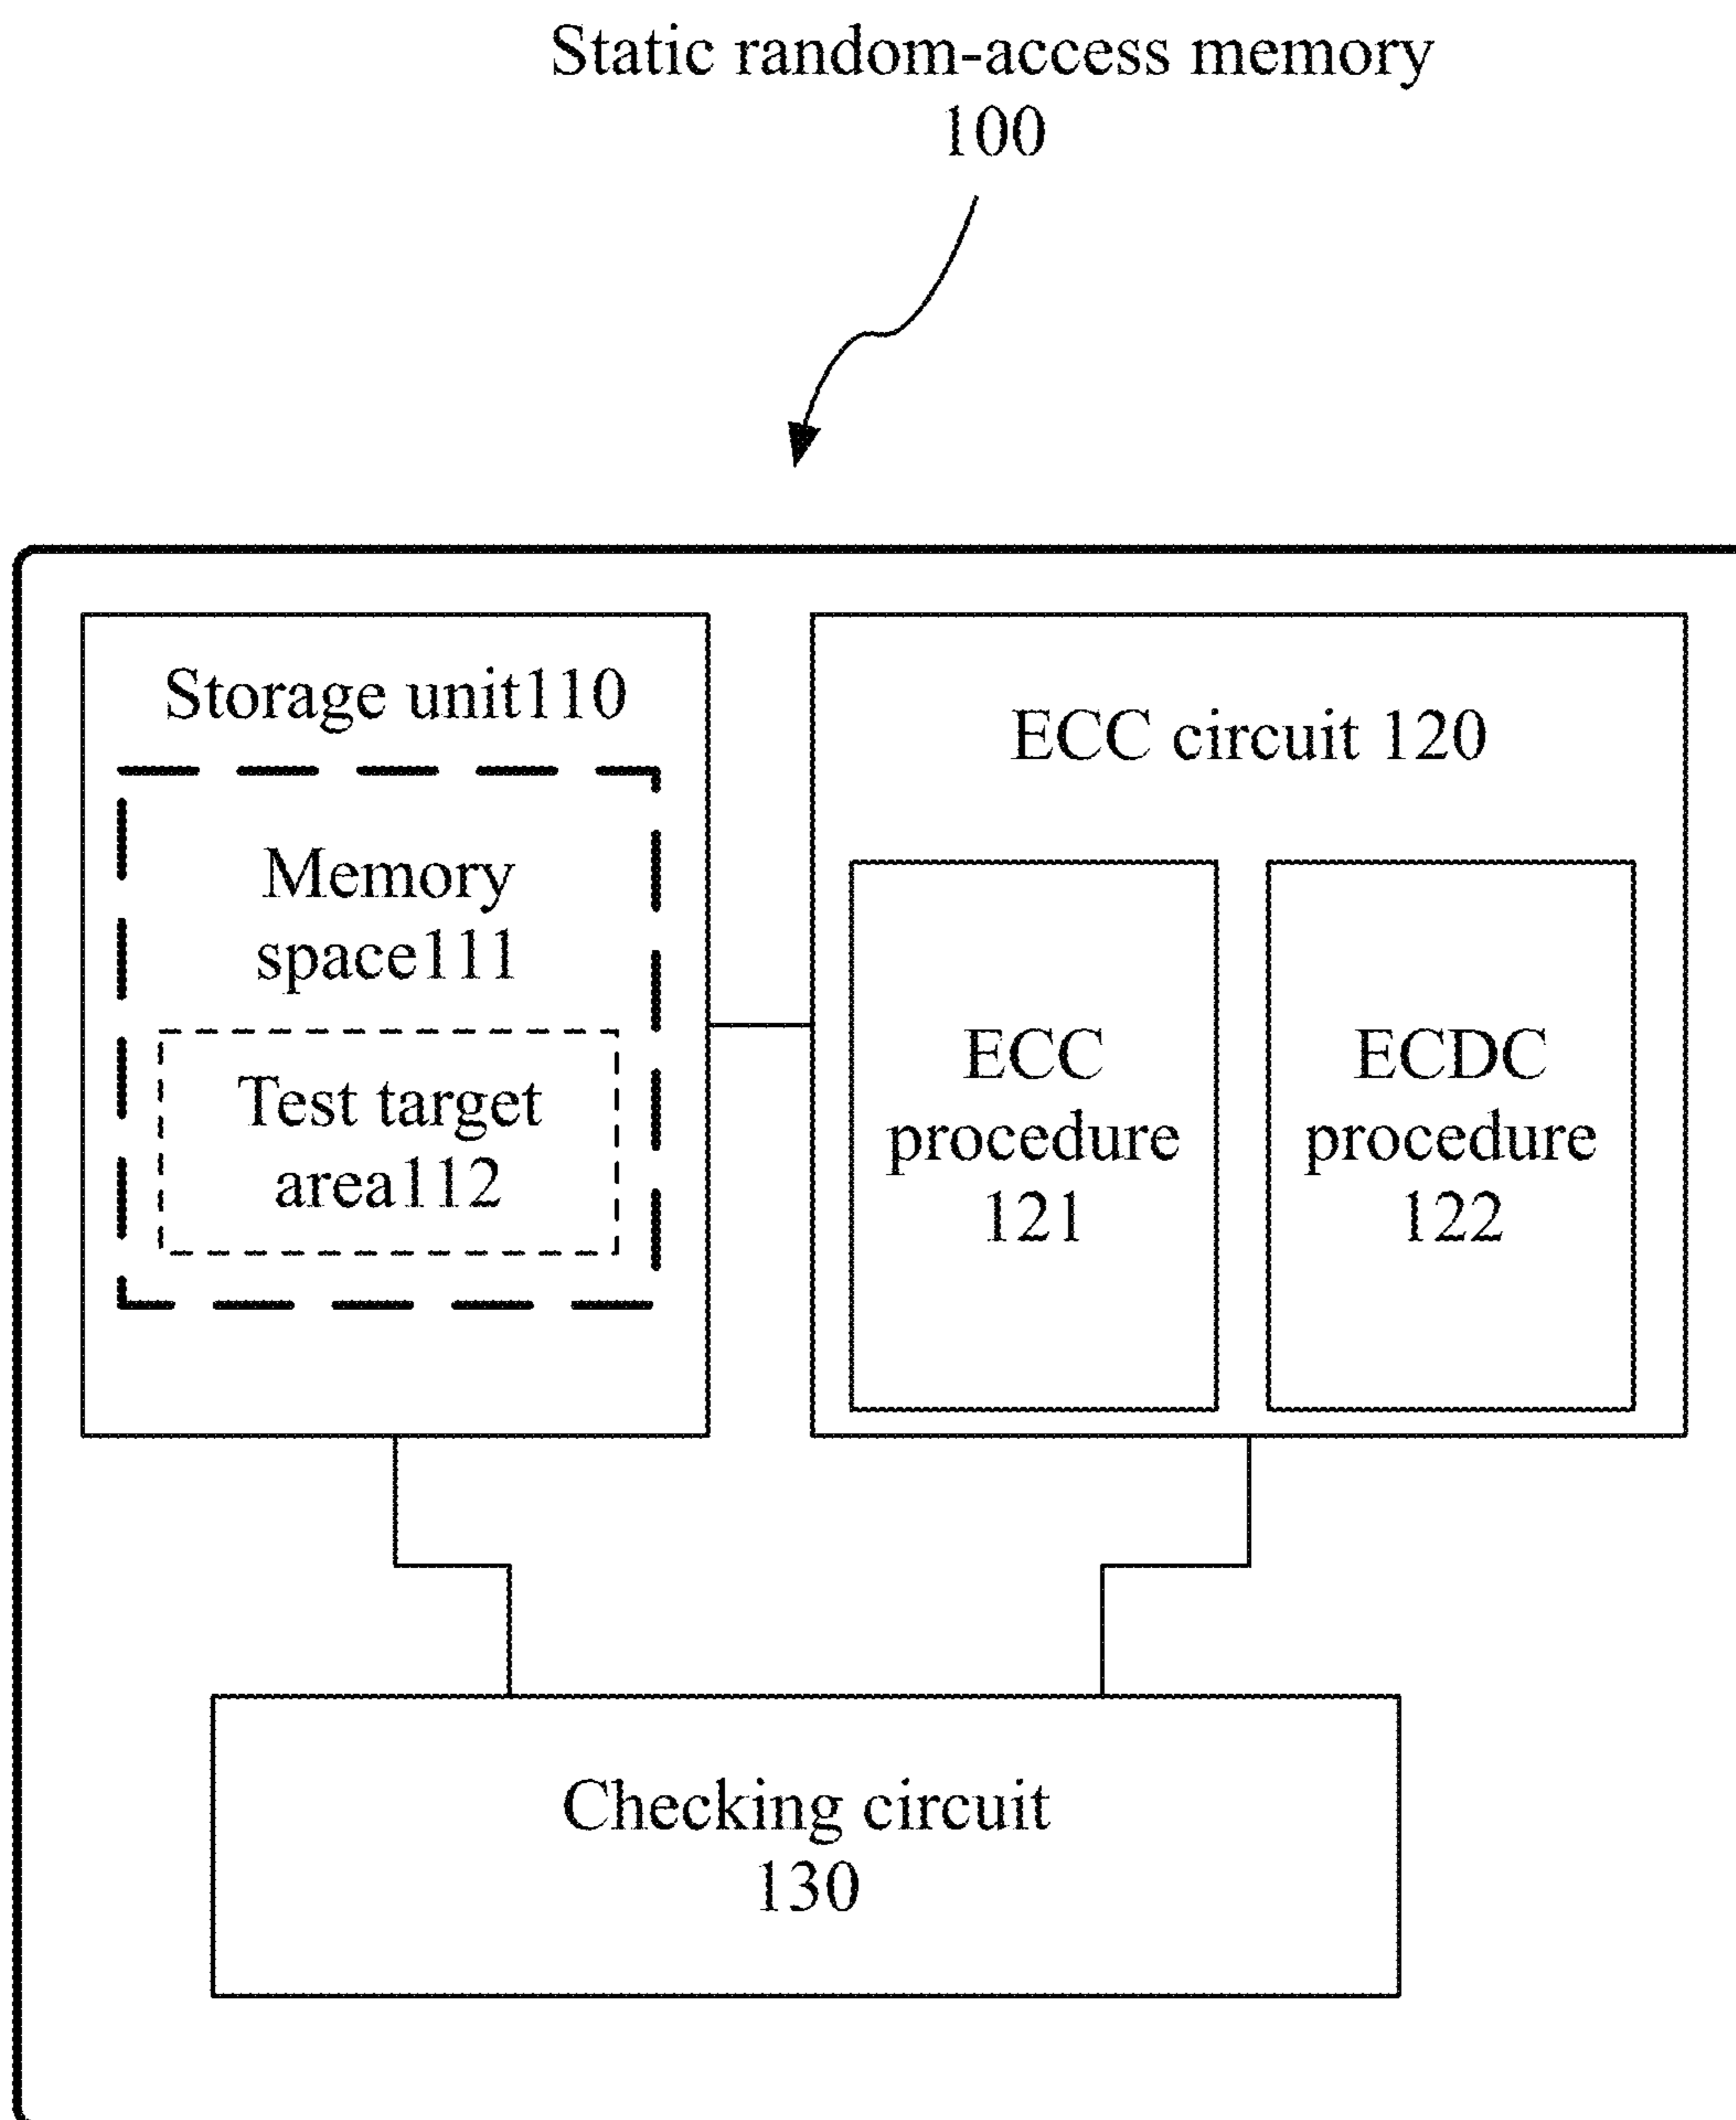 Static random-access memory
100
Storage unit110
Memory
space111
Test target
area112
ECC circuit 120
ECC
procedure
121
ECDC
procedure
122
Checking circuit
130